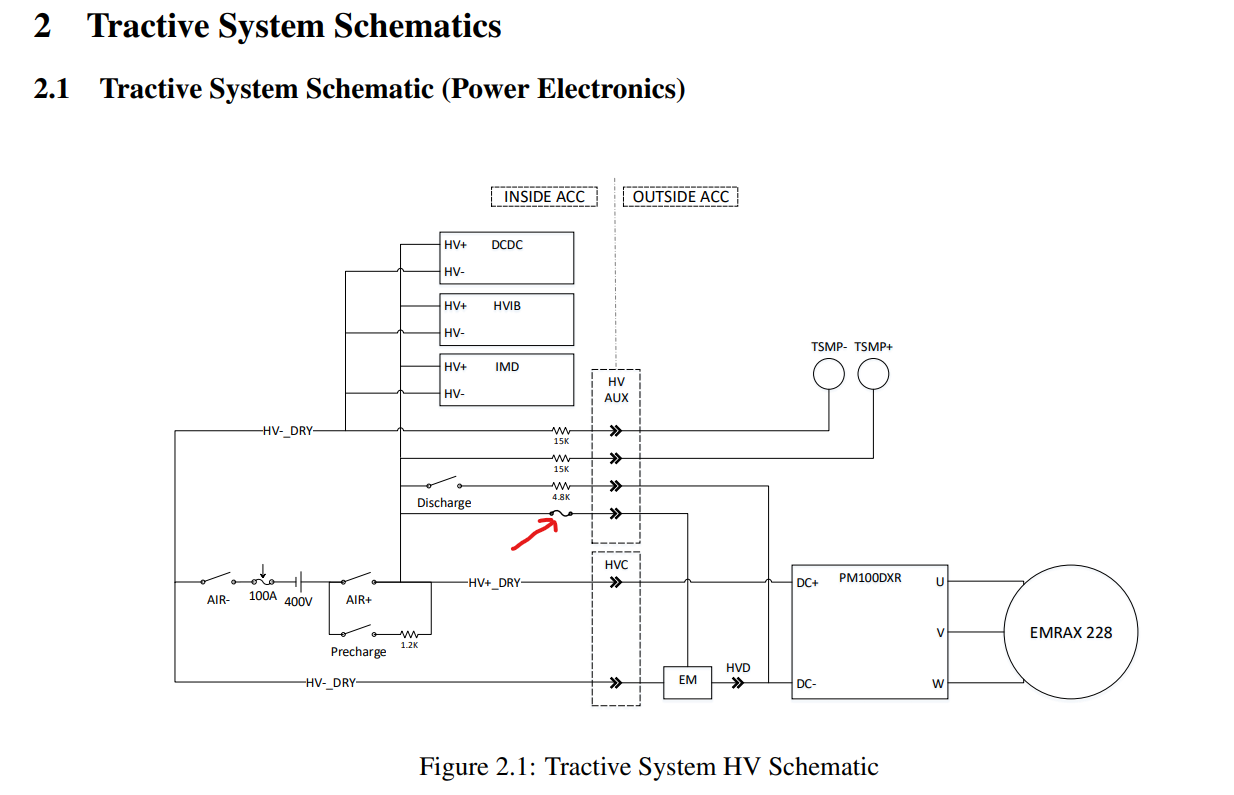 2 Tractive System Schematics
2.1 Tractive System Schematic (Power Electronics)
INSIDE ACC OUTSIDE ACC
HV+ DCDC
HV-
HV+ HVIB
HV-
TSMP- TSMP+
HV+ IMD
HV-
HV
AUX
HV-_DRY
15K
15K
4.8K
Discharge
HVC
HV+_DRY
DC+ PM100DXR U
AIR- 100A 400V AIR+
V EMRAX 228
1.2K
Precharge
HVD
HV-_DRY
EM
DC- W
Figure 2.1: Tractive System HV Schematic